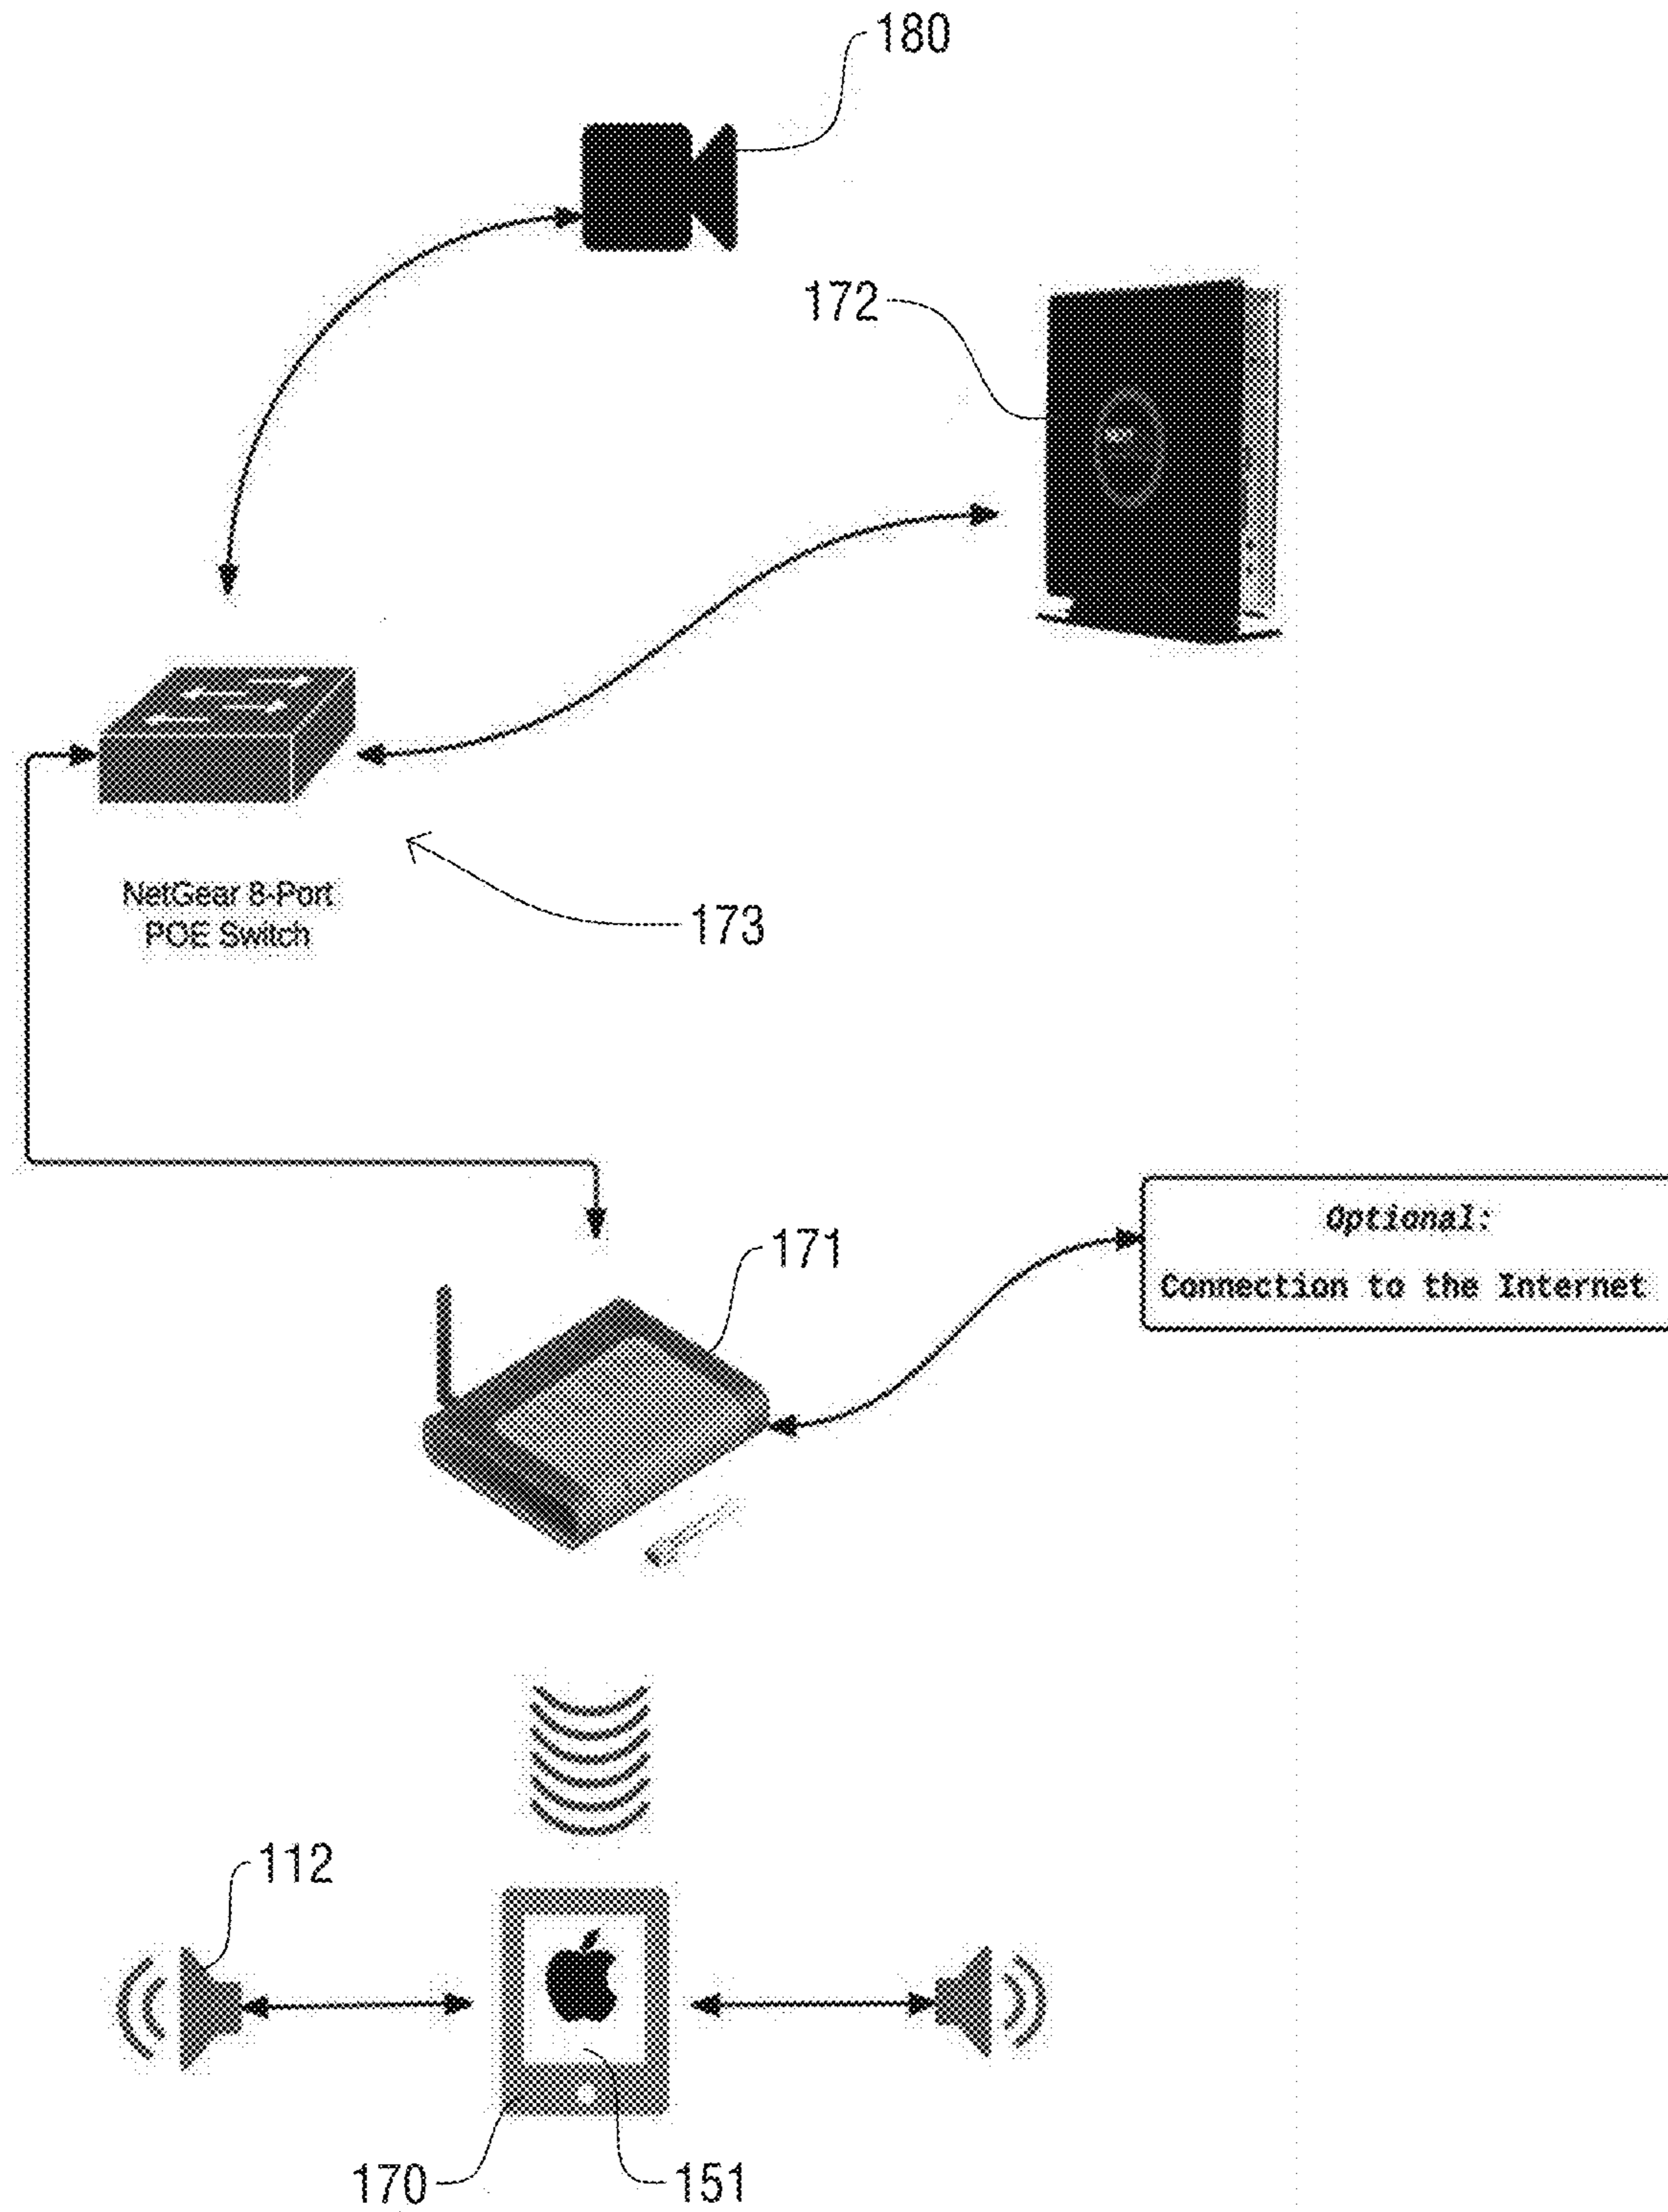 180
172
NetGear 8-Port
POE Switch
173
171
Optional:
Connection to the Internet
112
170
151